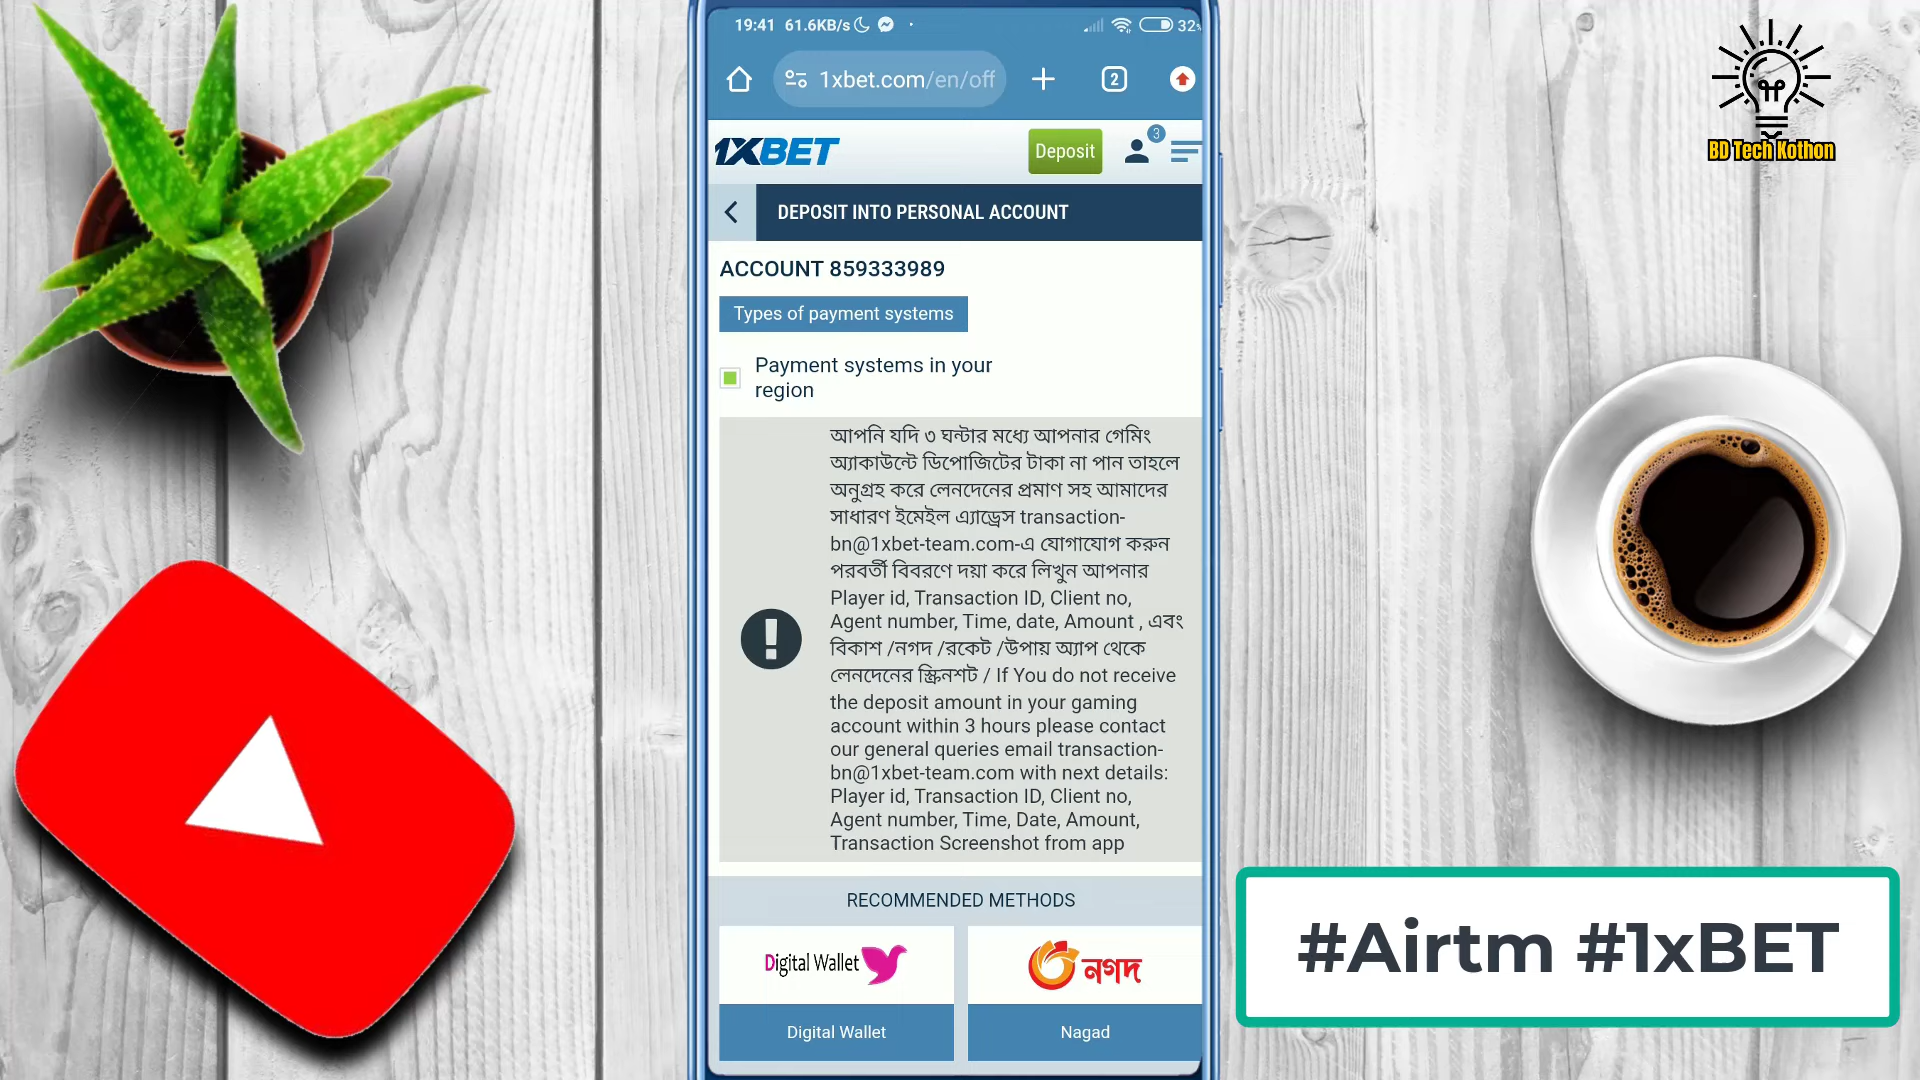 19:41 61.6KB/s 32
1xbet.com/en/off
2
1XBET
Deposit
3
DEPOSIT INTO PERSONAL ACCOUNT
ACCOUNT 859333989
Types of payment systems
Payment systems in your
region
আপনি যদি ৩ ঘন্টার মধ্যে আপনার গেমিং
অ্যাকাউন্টে ডিপোজিটের টাকা না পান তাহলে
অনুগ্রহ করে লেনদেনের প্রমাণ সহ আমাদের
সাধারণ ইমেইল এ্যাড্রেস transaction-
bn@1xbet-team.com-এ যোগাযোগ করুন
পরবর্তী বিবরণে দয়া করে লিখুন আপনার
Player id, Transaction ID, Client no,
Agent number, Time, date, Amount , এবং
বিকাশ /নগদ /রকেট /উপায় অ্যাপ থেকে
লেনদেনের স্ক্রিনশট / If You do not receive
the deposit amount in your gaming
account within 3 hours please contact
our general queries email transaction-
bn@1xbet-team.com with next details:
Player id, Transaction ID, Client no,
Agent number, Time, Date, Amount,
Transaction Screenshot from app
RECOMMENDED METHODS
Digital Wallet
নগদ
Digital Wallet
Nagad
BD Tech Kothon
#Airtm #1xBET